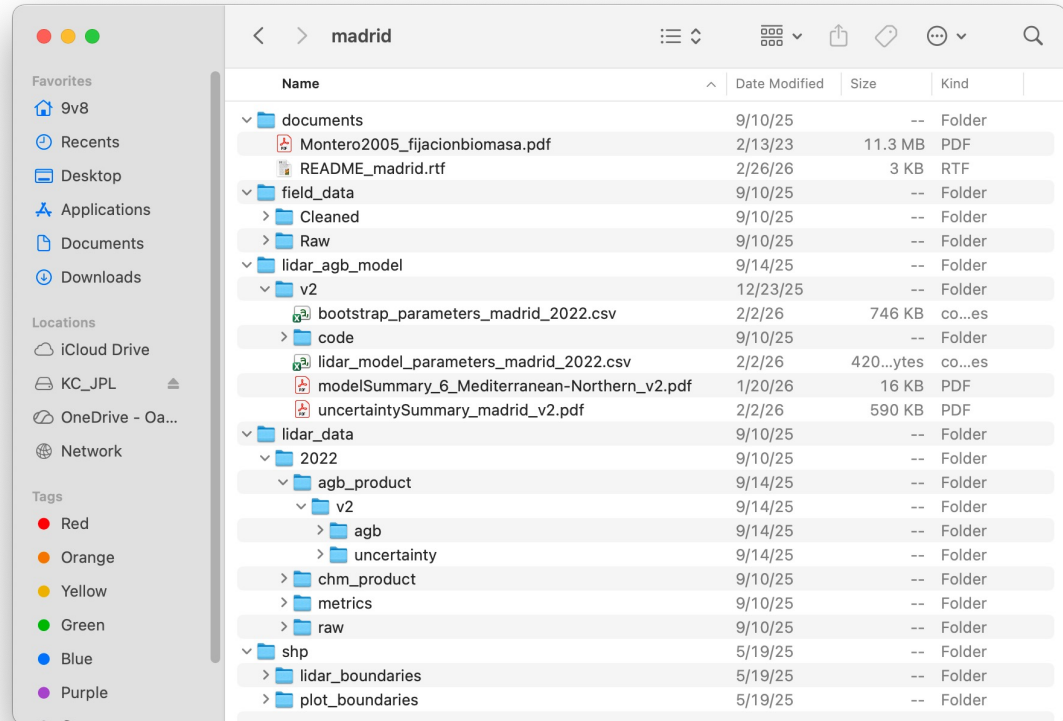 madrid
Favorites
9v8
Recents
Desktop
Applications
Documents
Downloads
Locations
iCloud Drive
KC_JPL
OneDrive - Oa...
Network
Tags
Red
Orange
Yellow
Green
Blue
Purple
Name Date Modified Size Kind
documents 9/10/25 -- Folder
Montero2005_fijacionbiomasa.pdf 2/13/23 11.3 MB PDF
README_madrid.rtf 2/26/26 3 KB RTF
field_data 9/10/25 -- Folder
Cleaned 9/10/25 -- Folder
Raw 9/10/25 -- Folder
lidar_agb_model 9/14/25 -- Folder
v2 12/23/25 -- Folder
bootstrap_parameters_madrid_2022.csv 2/2/26 746 KB co...es
code 9/10/25 -- Folder
lidar_model_parameters_madrid_2022.csv 2/2/26 420...ytes co...es
modelSummary_6_Mediterranean-Northern_v2.pdf 1/20/26 16 KB PDF
uncertaintySummary_madrid_v2.pdf 2/2/26 590 KB PDF
lidar_data 9/10/25 -- Folder
2022 9/10/25 -- Folder
agb_product 9/14/25 -- Folder
v2 9/14/25 -- Folder
agb 9/14/25 -- Folder
uncertainty 9/14/25 -- Folder
chm_product 9/10/25 -- Folder
metrics 9/10/25 -- Folder
raw 9/10/25 -- Folder
shp 5/19/25 -- Folder
lidar_boundaries 5/19/25 -- Folder
plot_boundaries 5/19/25 -- Folder